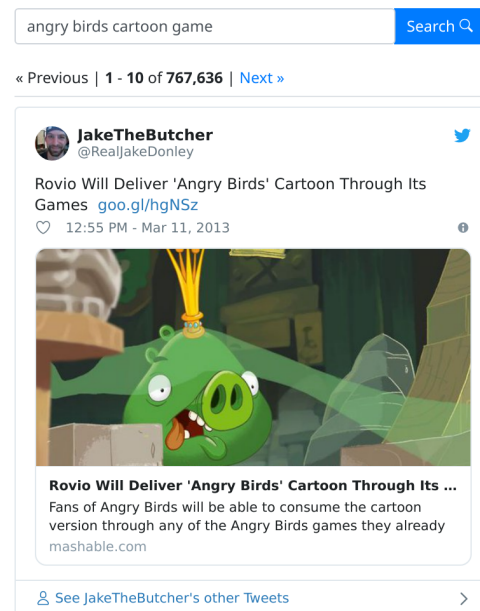 angry birds cartoon game
Search
« Previous | 1 - 10 of 767,636 | Next »
JakeTheButcher
@RealJakeDonley
Rovio Will Deliver 'Angry Birds' Cartoon Through Its
Games goo.gl/hgNSz
12:55 PM - Mar 11, 2013
Rovio Will Deliver 'Angry Birds' Cartoon Through Its ...
Fans of Angry Birds will be able to consume the cartoon
version through any of the Angry Birds games they already
mashable.com
See JakeTheButcher's other Tweets